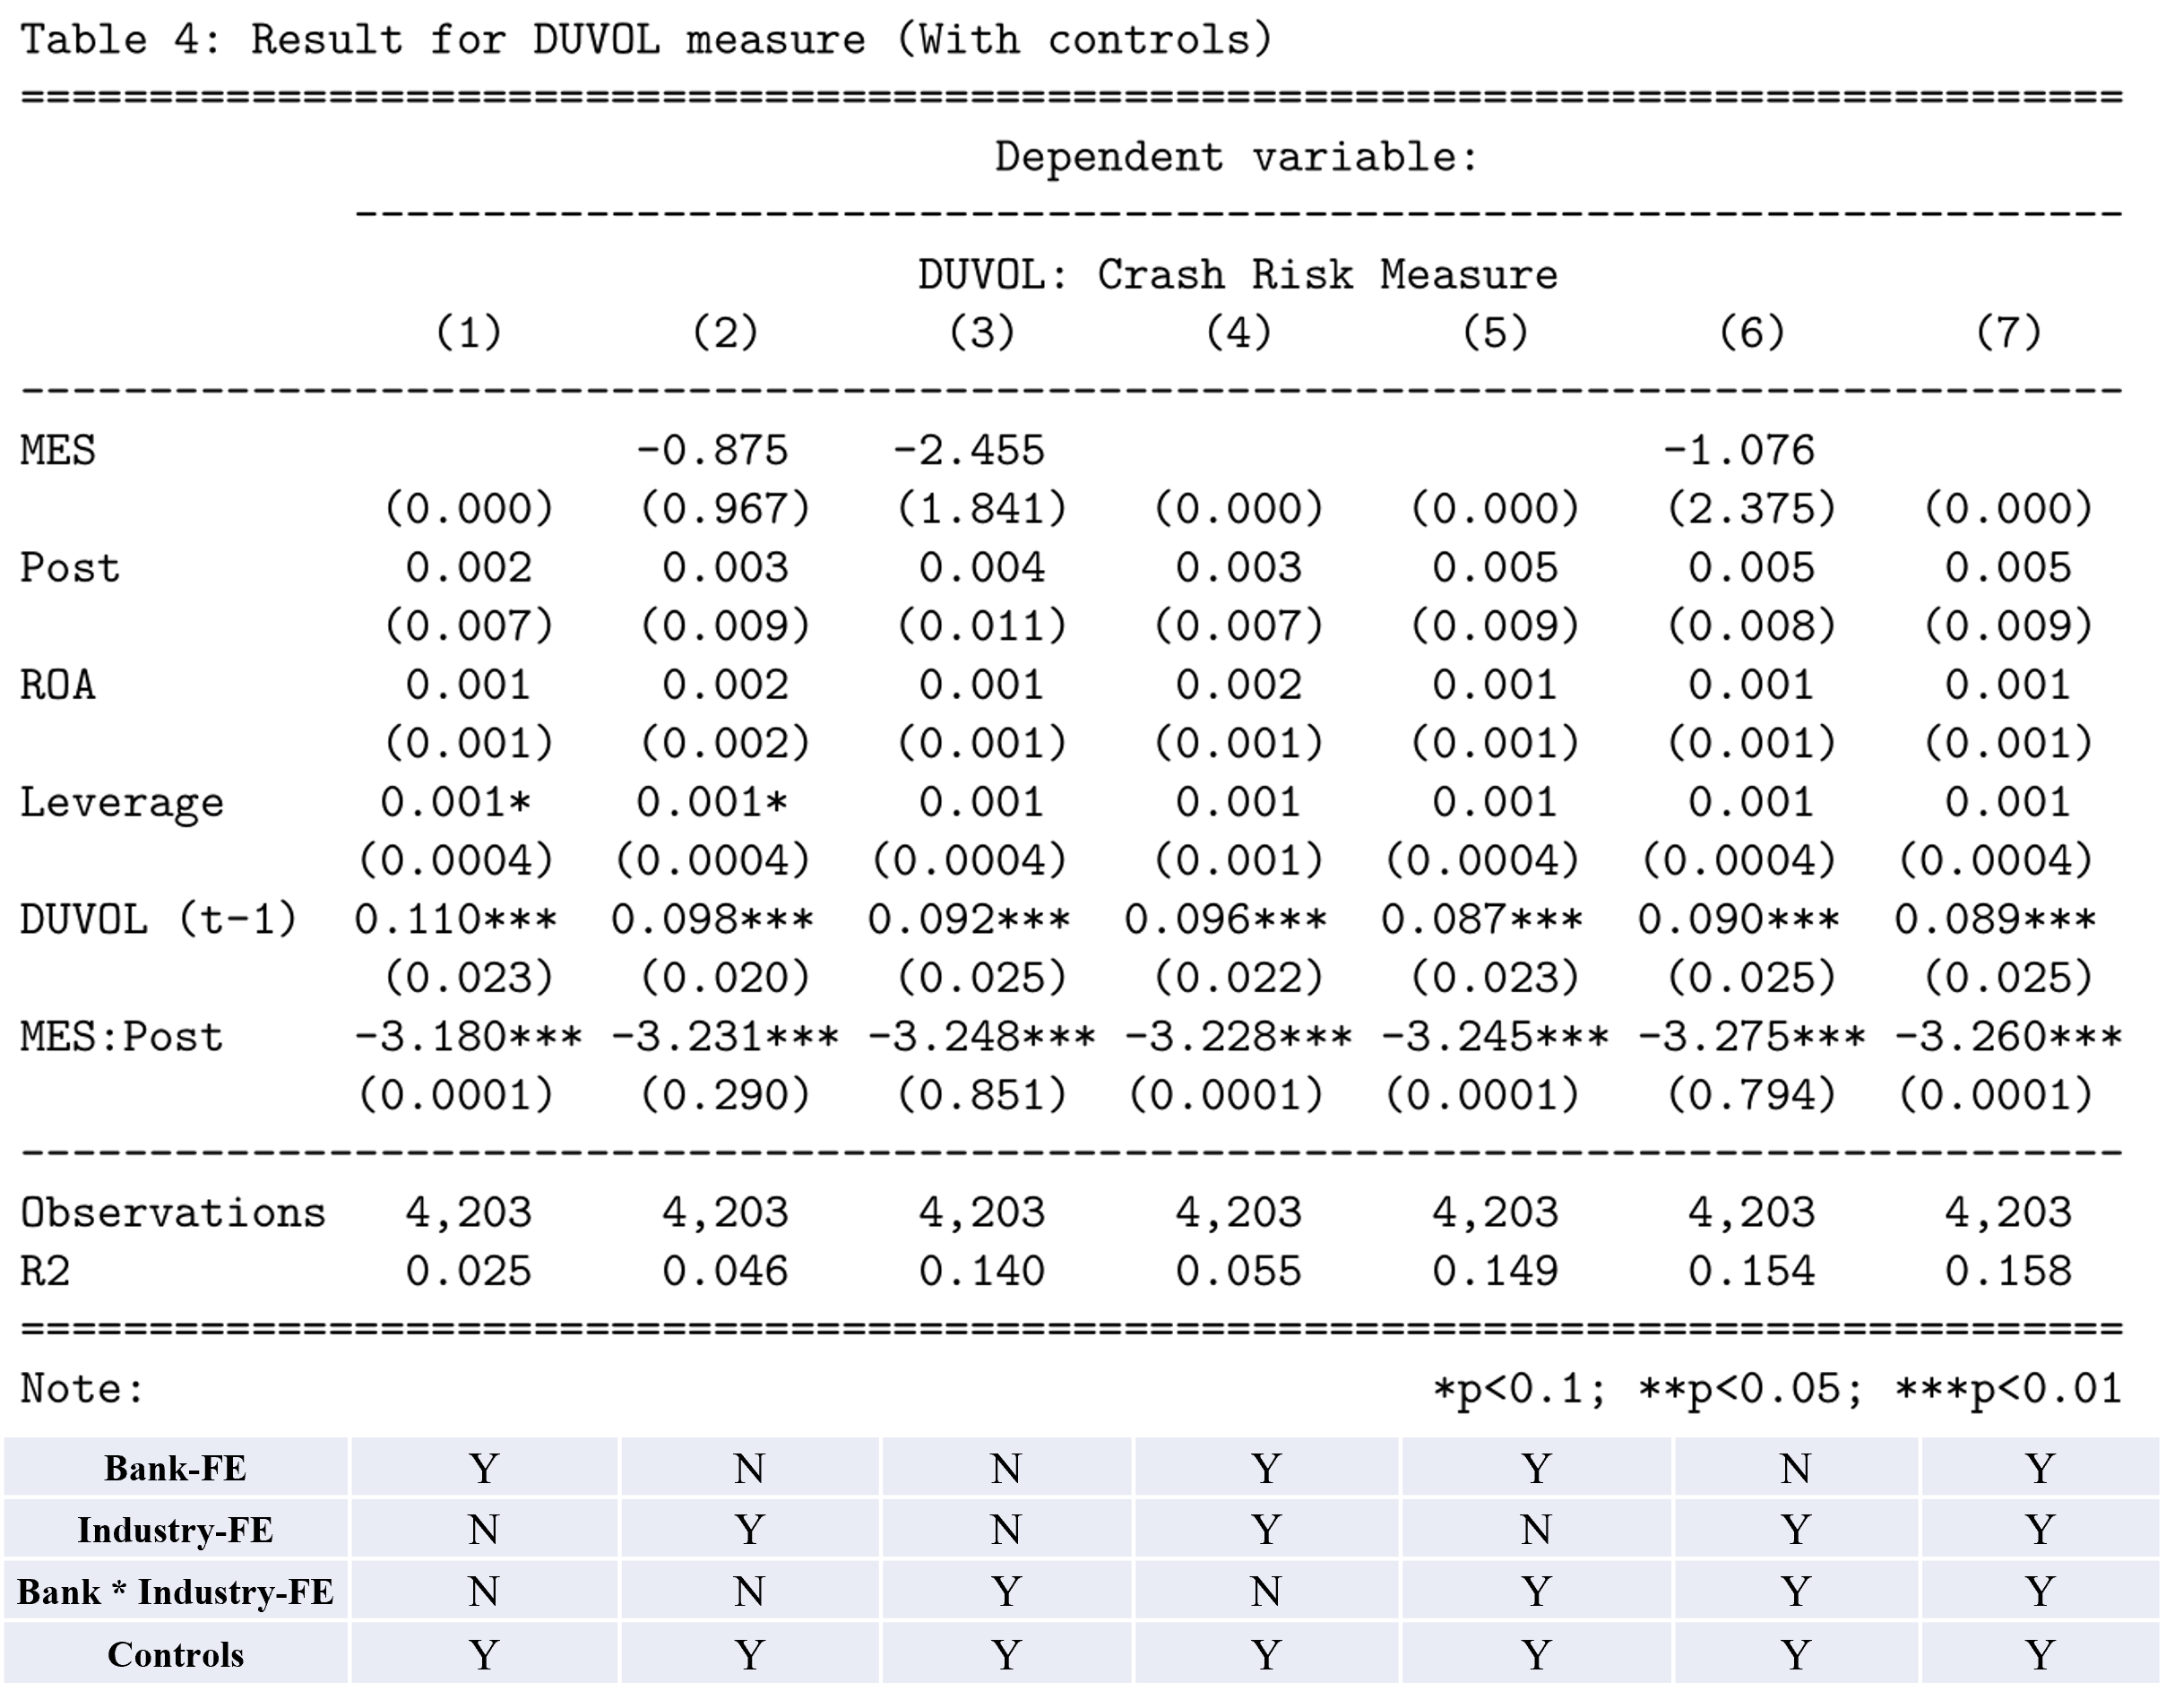 Table 4: Result for DUVOL measure (With controls)
==================================================================================
Dependent variable:
---------------------------------------------------------------------
DUVOL: Crash Risk Measure
(1) (2) (3) (4) (5) (6) (7)
----------------------------------------------------------------------------------
MES -0.875 -2.455 -1.076
(0.000) (0.967) (1.841) (0.000) (0.000) (2.375) (0.000)
Post 0.002 0.003 0.004 0.003 0.005 0.005 0.005
(0.007) (0.009) (0.011) (0.007) (0.009) (0.008) (0.009)
ROA 0.001 0.002 0.001 0.002 0.001 0.001 0.001
(0.001) (0.002) (0.001) (0.001) (0.001) (0.001) (0.001)
Leverage 0.001* 0.001* 0.001 0.001 0.001 0.001 0.001
(0.0004) (0.0004) (0.0004) (0.001) (0.0004) (0.0004) (0.0004)
DUVOL (t-1) 0.110*** 0.098*** 0.092*** 0.096*** 0.087*** 0.090*** 0.089***
(0.023) (0.020) (0.025) (0.022) (0.023) (0.025) (0.025)
MES:Post -3.180*** -3.231*** -3.248*** -3.228*** -3.245*** -3.275*** -3.260***
(0.0001) (0.290) (0.851) (0.0001) (0.0001) (0.794) (0.0001)
----------------------------------------------------------------------------------
Observations 4,203 4,203 4,203 4,203 4,203 4,203 4,203
R2 0.025 0.046 0.140 0.055 0.149 0.154 0.158
==================================================================================
Note: *p<0.1; **p<0.05; ***p<0.01
Bank-FE Y N N Y Y N Y
Industry-FE N Y N Y N Y Y
Bank * Industry-FE N N Y N Y Y Y
Controls Y Y Y Y Y Y Y